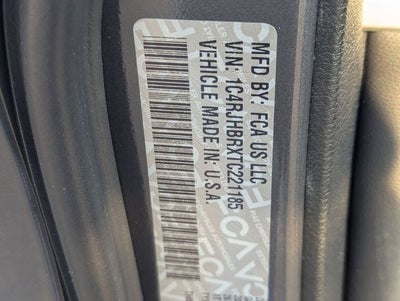 MFD BY: FCA US LLC
VIN: 1C4RJHBRXTC221185
VEHICLE MADE IN: U.S.A.